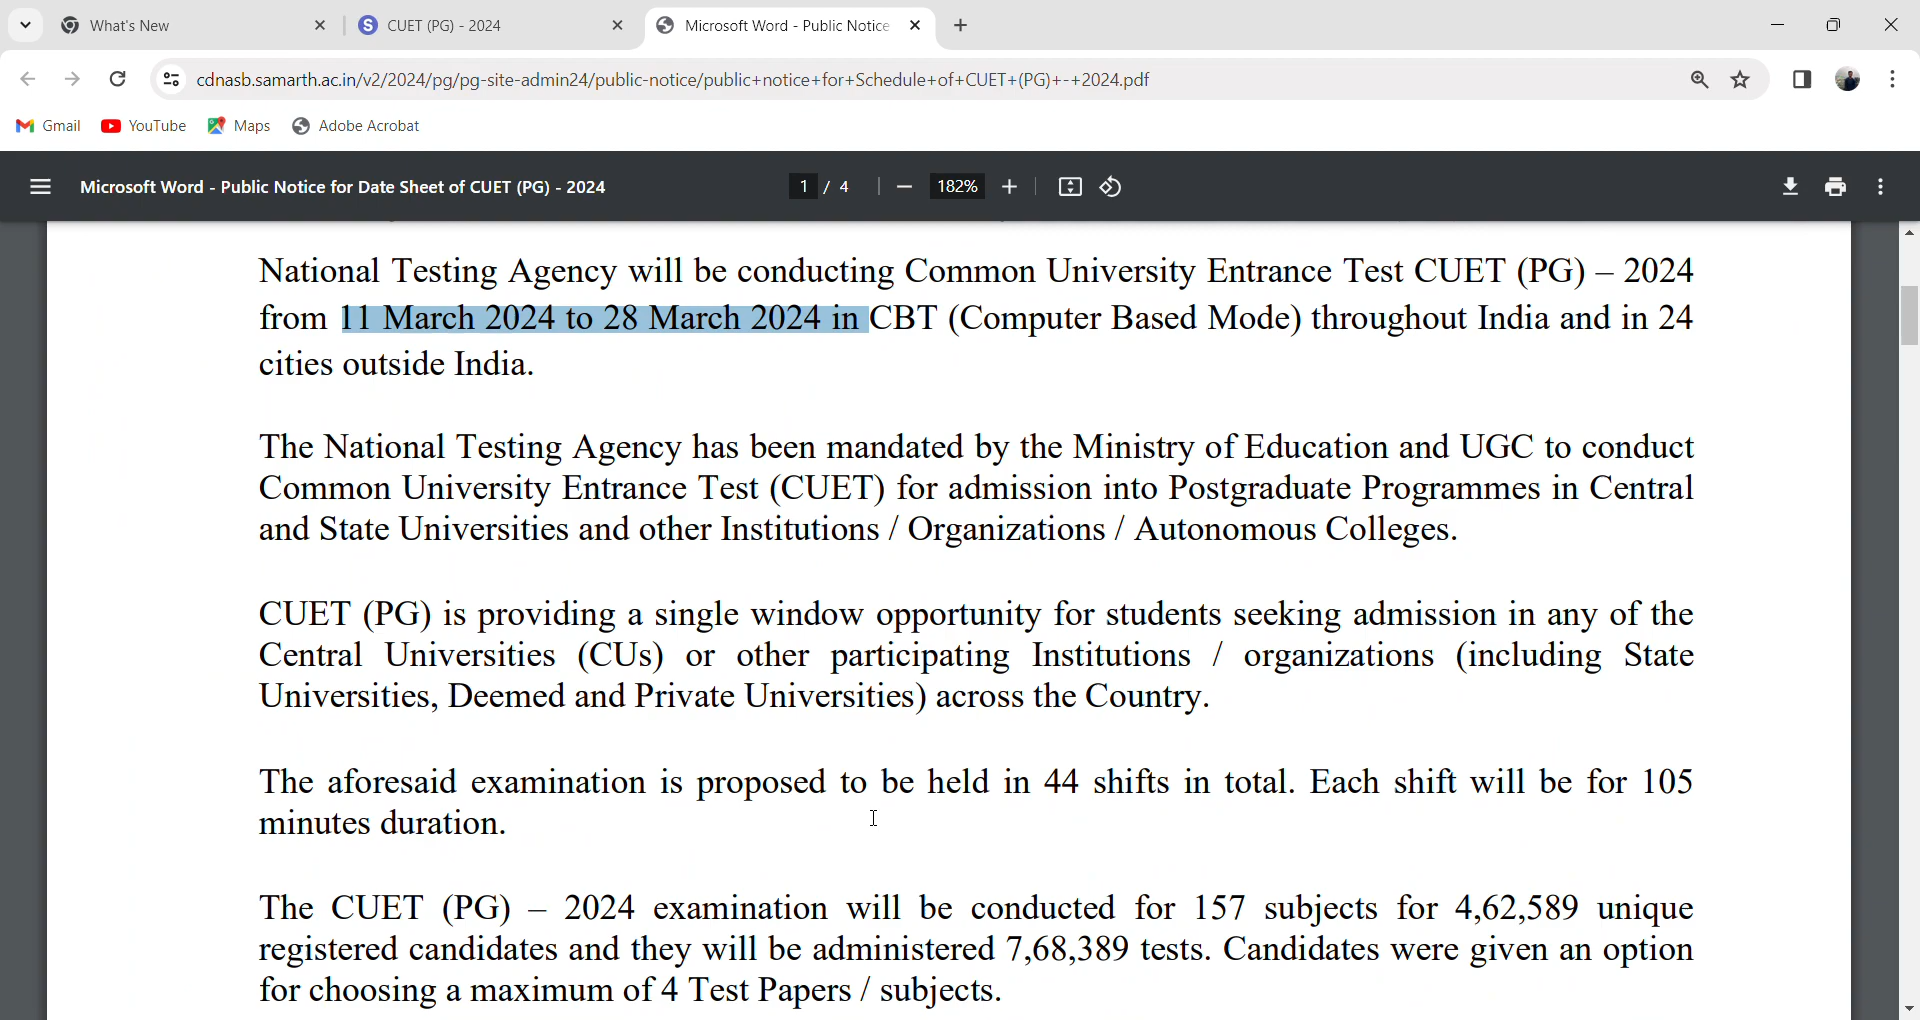 What's New
CUET (PG) - 2024
Microsoft Word - Public Notice
cdnasb.samarth.ac.in/v2/2024/pg/pg-site-admin24/public-notice/public+notice+for+Schedule+of+CUET+(PG)+-+2024.pdf
Gmail YouTube Maps Adobe Acrobat
Microsoft Word - Public Notice for Date Sheet of CUET (PG) - 2024 1 / 4 182%
National Testing Agency will be conducting Common University Entrance Test CUET (PG) – 2024
from 11 March 2024 to 28 March 2024 in CBT (Computer Based Mode) throughout India and in 24
cities outside India.
The National Testing Agency has been mandated by the Ministry of Education and UGC to conduct
Common University Entrance Test (CUET) for admission into Postgraduate Programmes in Central
and State Universities and other Institutions / Organizations / Autonomous Colleges.
CUET (PG) is providing a single window opportunity for students seeking admission in any of the
Central Universities (CUs) or other participating Institutions / organizations (including State
Universities, Deemed and Private Universities) across the Country.
The aforesaid examination is proposed to be held in 44 shifts in total. Each shift will be for 105
minutes duration.
The CUET (PG) – 2024 examination will be conducted for 157 subjects for 4,62,589 unique
registered candidates and they will be administered 7,68,389 tests. Candidates were given an option
for choosing a maximum of 4 Test Papers / subjects.